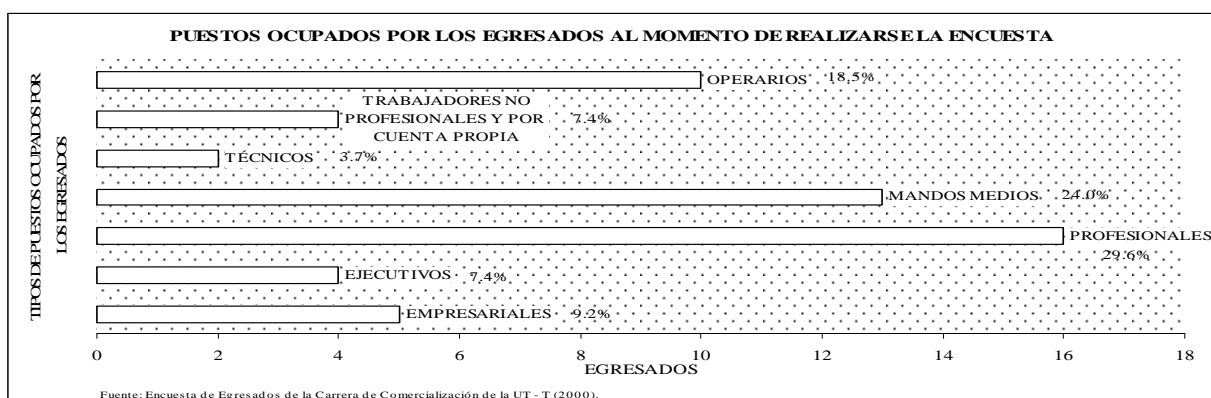 PUESTOS OCUPADOS POR LOS EGRESADOS AL MOMENTO DE REALIZARSE LA ENCUESTA
TIPOS DE PUESTOS OCUPADOS POR
LOS EGRESADOS
OPERARIOS 18.5%
TRABAJADORES NO
PROFESIONALES Y POR 7.4%
CUENTA PROPIA
TÉCNICOS 3.7%
MANDOS MEDIOS 24.0%
PROFESIONALES
29.6%
EJECUTIVOS 7.4%
EMPRESARIALES 9.2%
0 2 4 6 8 10 12 14 16 18
EGRESADOS
Fuente: Encuesta de Egresados de la Carrera de Comercialización de la UT - T (2000).